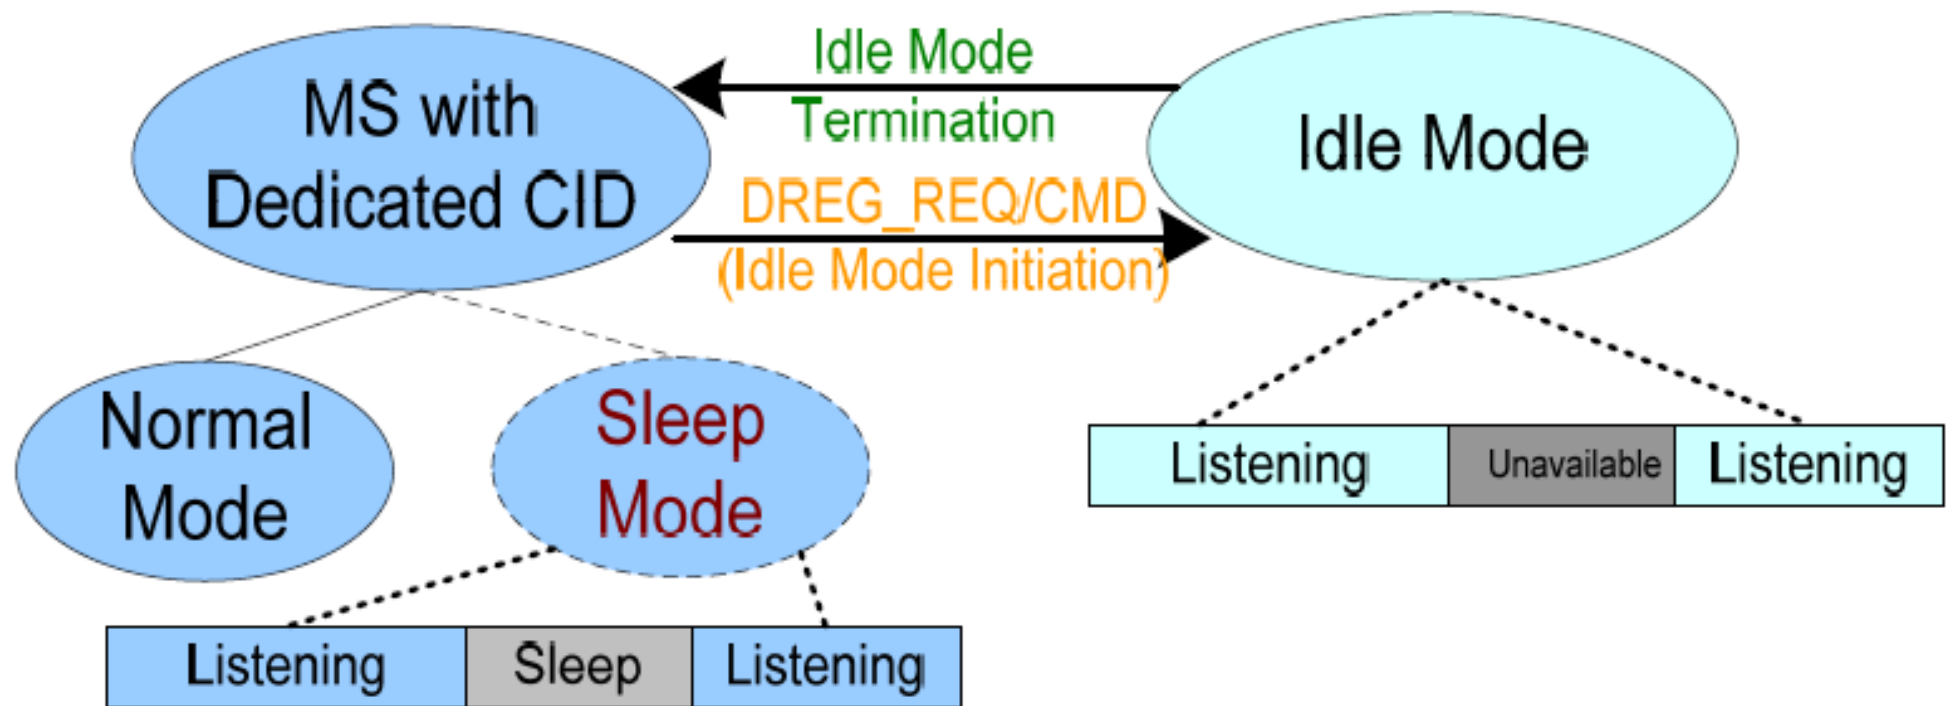 MS with
Dedicated CID
Idle Mode
Termination
DREG_REQ/CMD
(Idle Mode Initiation)
Idle Mode
Normal
Mode
Sleep
Mode
Listening
Unavailable
Listening
Listening
Sleep
Listening